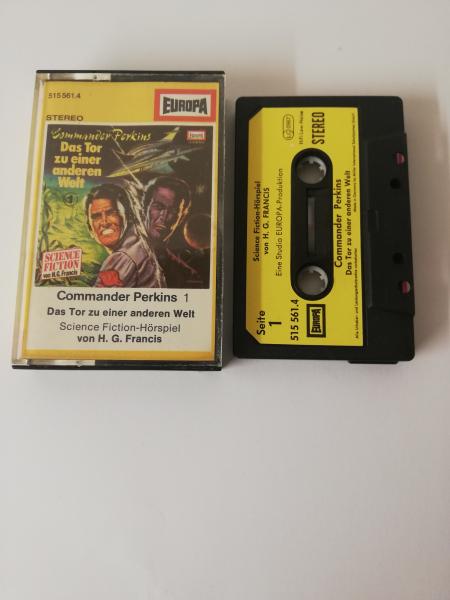 515 561.4
EUROPA
STEREO
Commander Perkins
Das Tor
zu einer
anderen
Welt
SCIENCE
FICTION
von H. G. Francis
Commander Perkins 1
Das Tor zu einer anderen Welt
Science Fiction-Hörspiel
von H. G. Francis
Science Fiction-Hörspiel
von H. G. FRANCIS
Eine Studio EUROPA-Produktion
STEREO
Seite
1
515 561.4
EUROPA
Commander Perkins
Das Tor zu einer anderen Welt